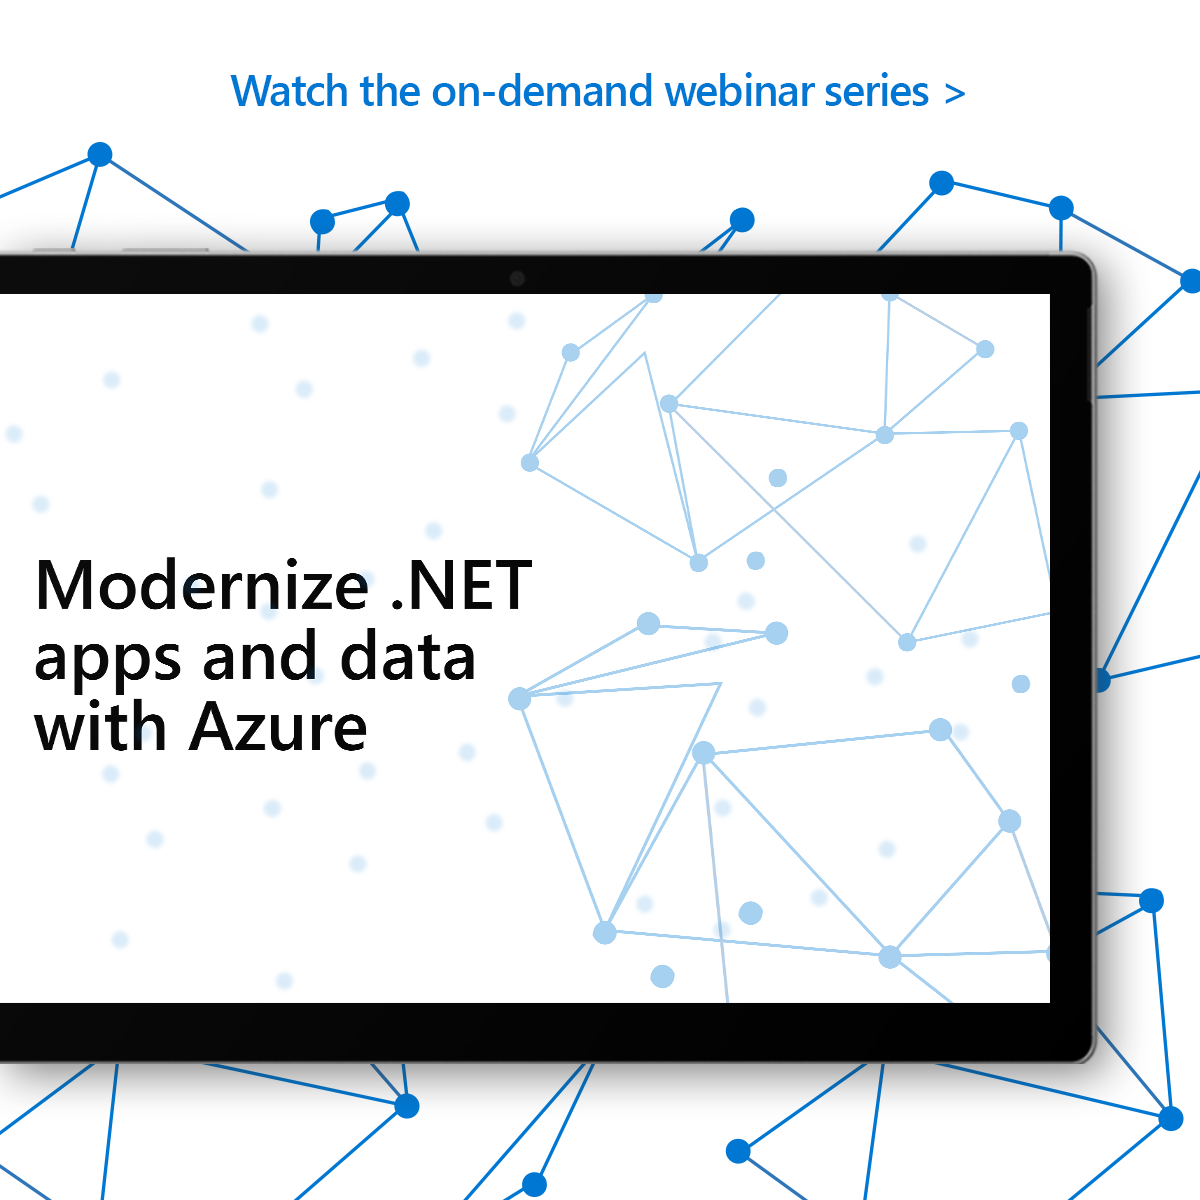 Watch the on-demand webinar series >
Modernize .NET
apps and data
with Azure